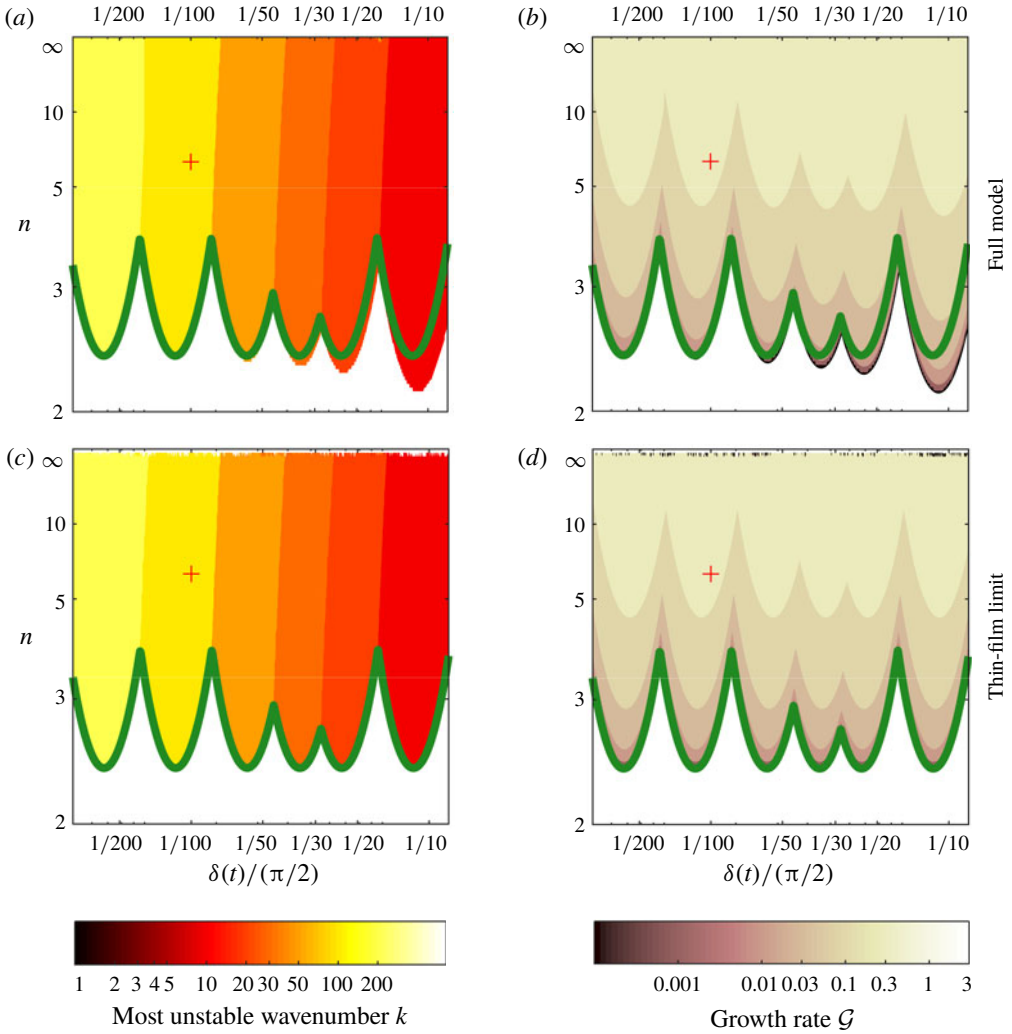 (a) 1/200 1/100 1/50 1/30 1/20 1/10
∞
10
5
n
3
2
(b) 1/200 1/100 1/50 1/30 1/20 1/10
∞
10
5
3
2
Full model
(c) ∞
10
5
n
3
2
1/200 1/100 1/50 1/30 1/20 1/10
δ(t)/(π/2)
(d) ∞
10
5
3
2
1/200 1/100 1/50 1/30 1/20 1/10
δ(t)/(π/2)
Thin-film limit
1 2 3 4 5 10 20 30 50 100 200
Most unstable wavenumber k
0.001 0.01 0.03 0.1 0.3 1 3
Growth rate 𝒢